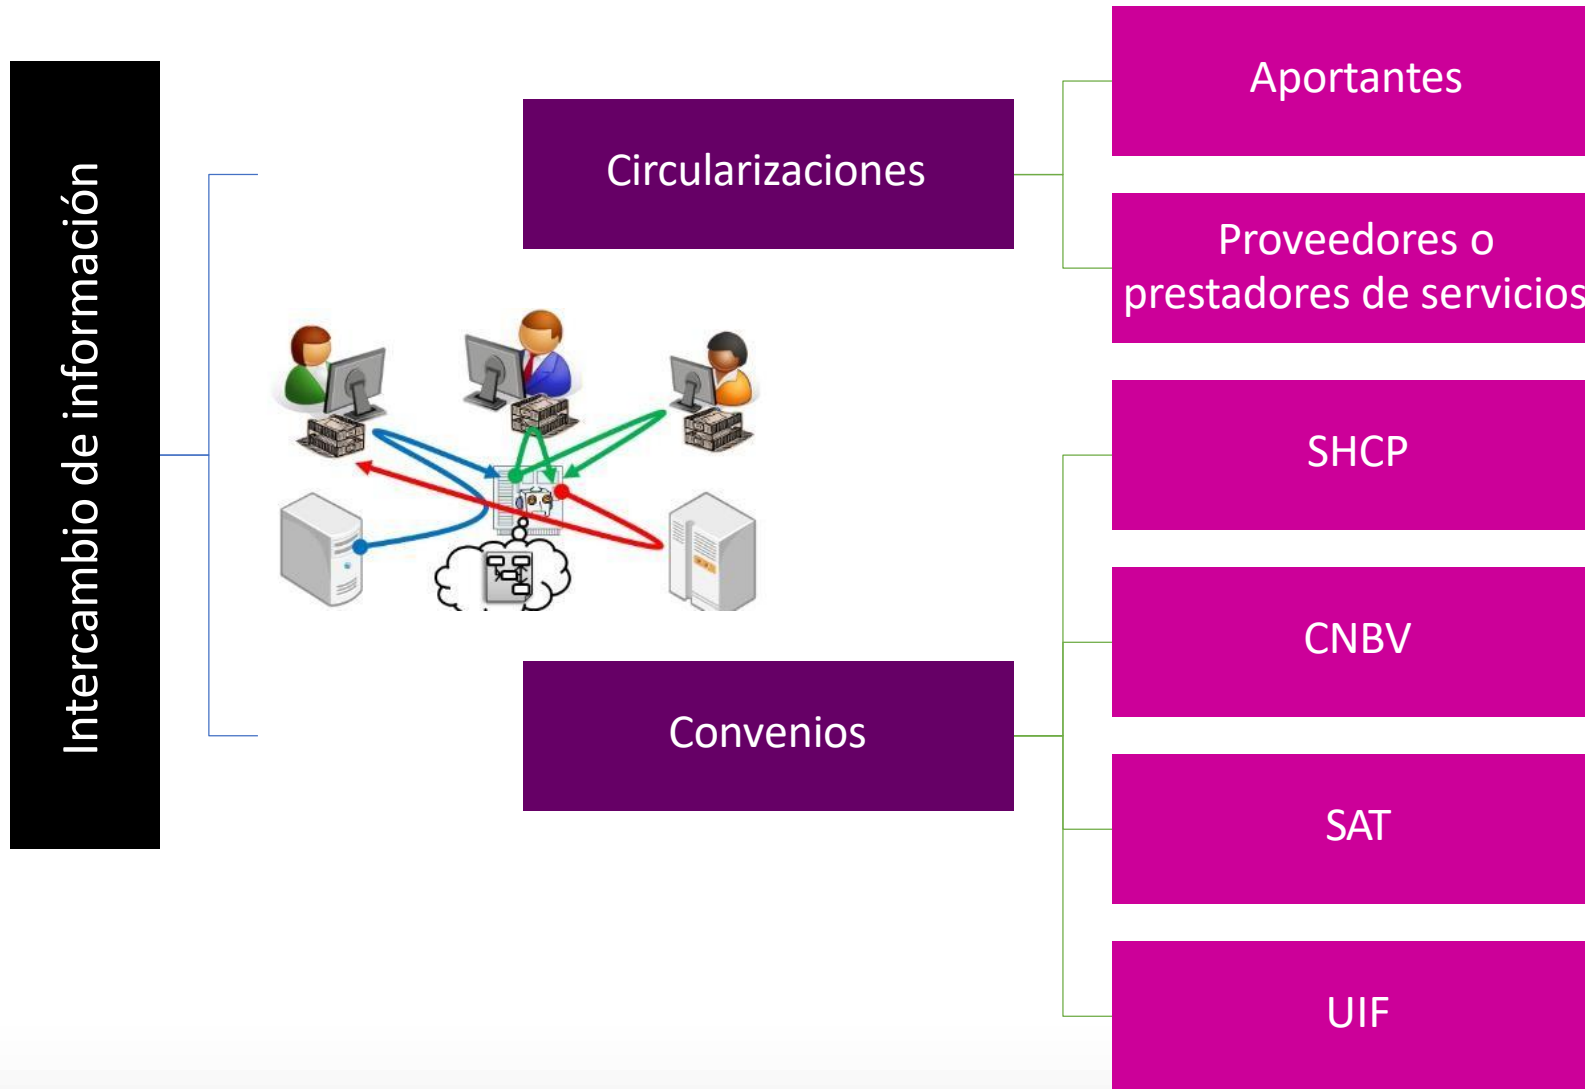 Intercambio de información
Circularizaciones
Aportantes
Proveedores o
prestadores de servicios
Convenios
SHCP
CNBV
SAT
UIF